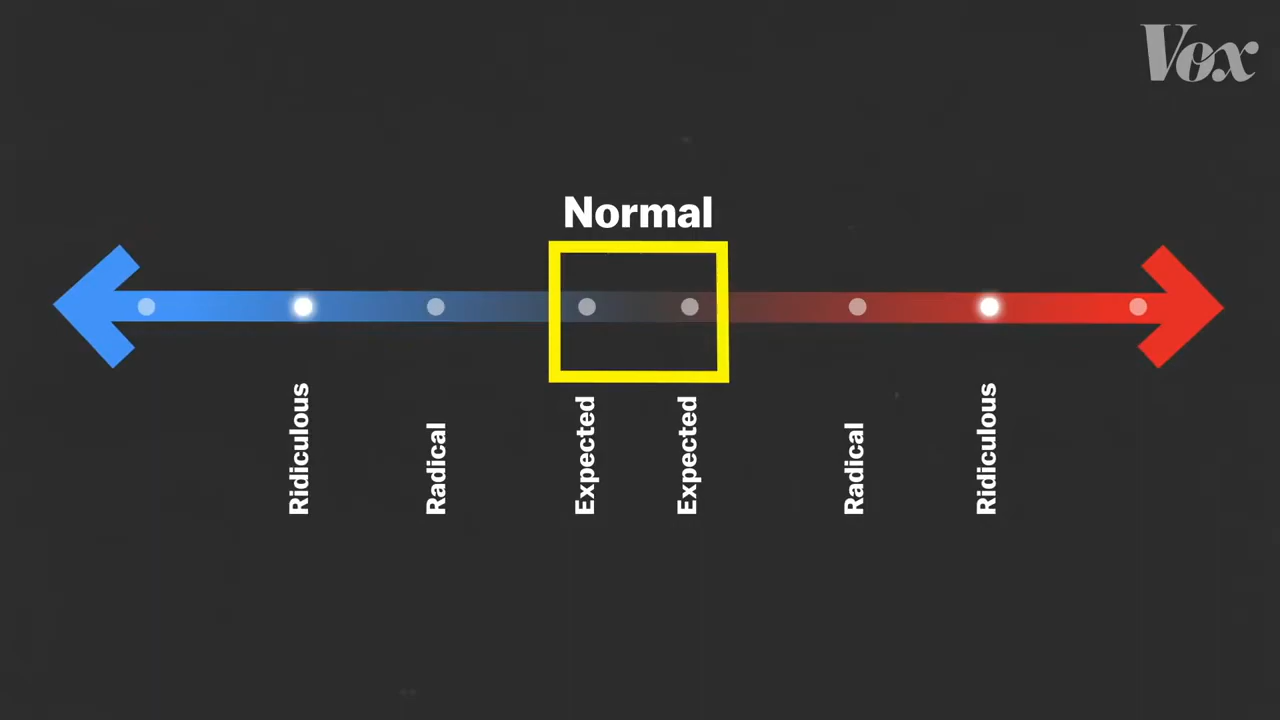 Vox
Normal
Ridiculous
Radical
Expected
Expected
Radical
Ridiculous